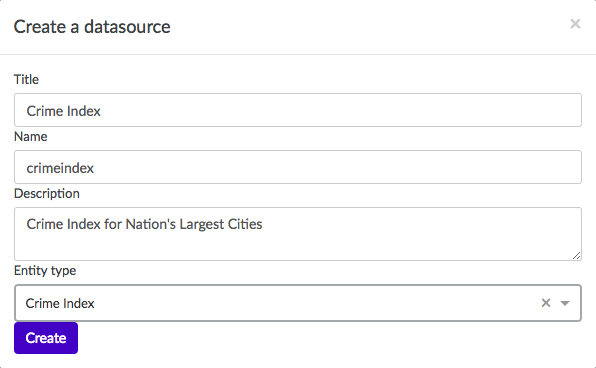 Create a datasource
×
Title
Crime Index
Name
crimeindex
Description
Crime Index for Nation's Largest Cities
Entity type
Crime Index
×
Create